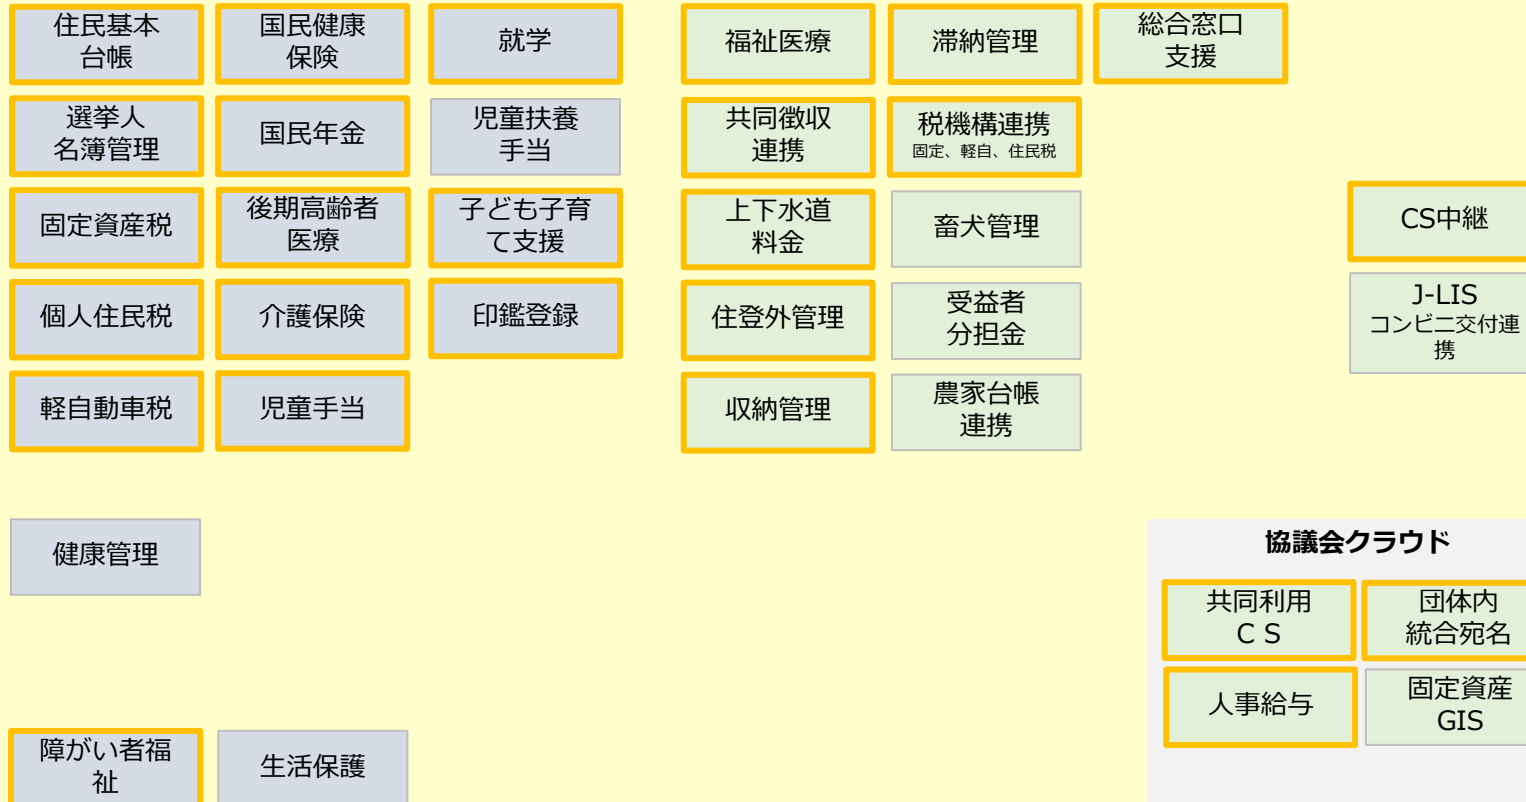 住民基本
台帳
国民健康
保険
就学
福祉医療
滞納管理
総合窓口
支援
選挙人
名簿管理
国民年金
児童扶養
手当
共同徴収
連携
税機構連携
固定、軽自、住民税
固定資産税
後期高齢者
医療
子ども子育
て支援
上下水道
料金
畜犬管理
CS中継
個人住民税
介護保険
印鑑登録
住登外管理
受益者
分担金
J-LIS
コンビニ交付連
携
軽自動車税
児童手当
収納管理
農家台帳
連携
健康管理
協議会クラウド
共同利用
ＣＳ
団体内
統合宛名
人事給与
固定資産
GIS
障がい者福
祉
生活保護